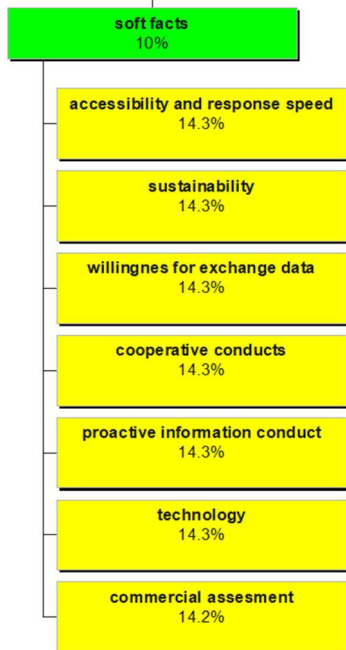 soft facts
10%
accessibility and response speed
14.3%
sustainability
14.3%
willingnes for exchange data
14.3%
cooperative conducts
14.3%
proactive information conduct
14.3%
technology
14.3%
commercial assesment
14.2%